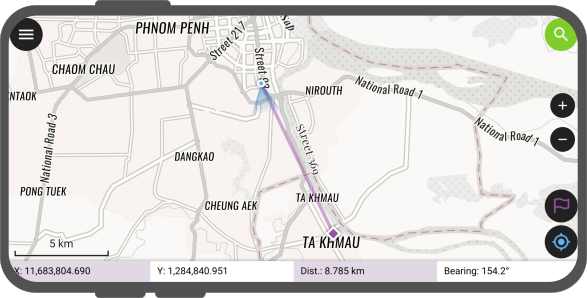 PHNOM PENH
Street 217
Sap
CHAOM CHAU
NTAOK
National Road 3
NIROUTH
National Road 1
National Road 1
Street 369
DANGKAO
PONG TUEK
CHEUNG AEK
TA KHMAU
TA KHMAU
5 km
X: 11,683,804.690
Y: 1,284,840.951
Dist.: 8.785 km
Bearing: 154.2°